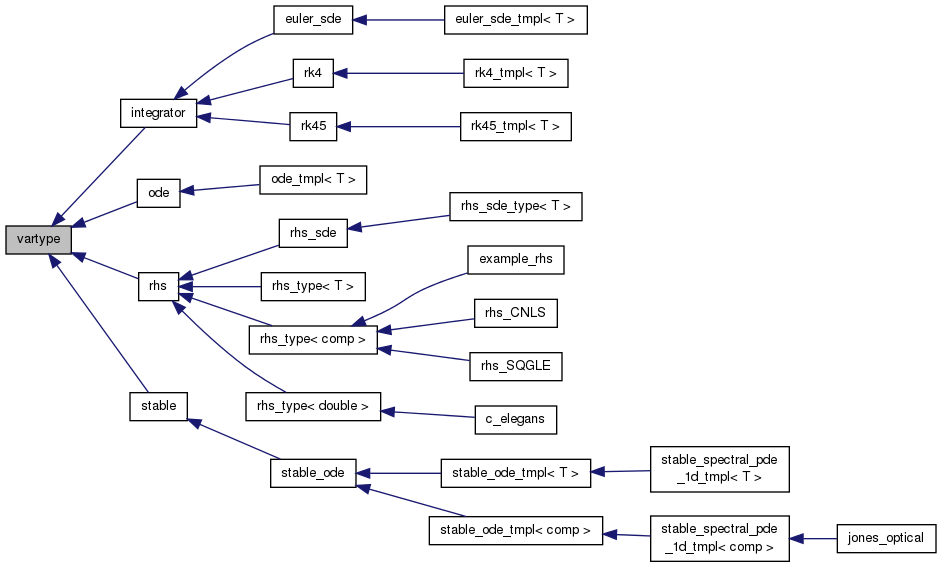 euler_sde
euler_sde_tmpl< T >
rk4
rk4_tmpl< T >
integrator
rk45
rk45_tmpl< T >
ode
ode_tmpl< T >
rhs_sde
rhs_sde_type< T >
vartype
example_rhs
rhs
rhs_type< T >
rhs_CNLS
rhs_type< comp >
rhs_SQGLE
stable
rhs_type< double >
c_elegans
stable_ode
stable_ode_tmpl< T >
stable_spectral_pde
_1d_tmpl< T >
stable_ode_tmpl< comp >
stable_spectral_pde
_1d_tmpl< comp >
jones_optical